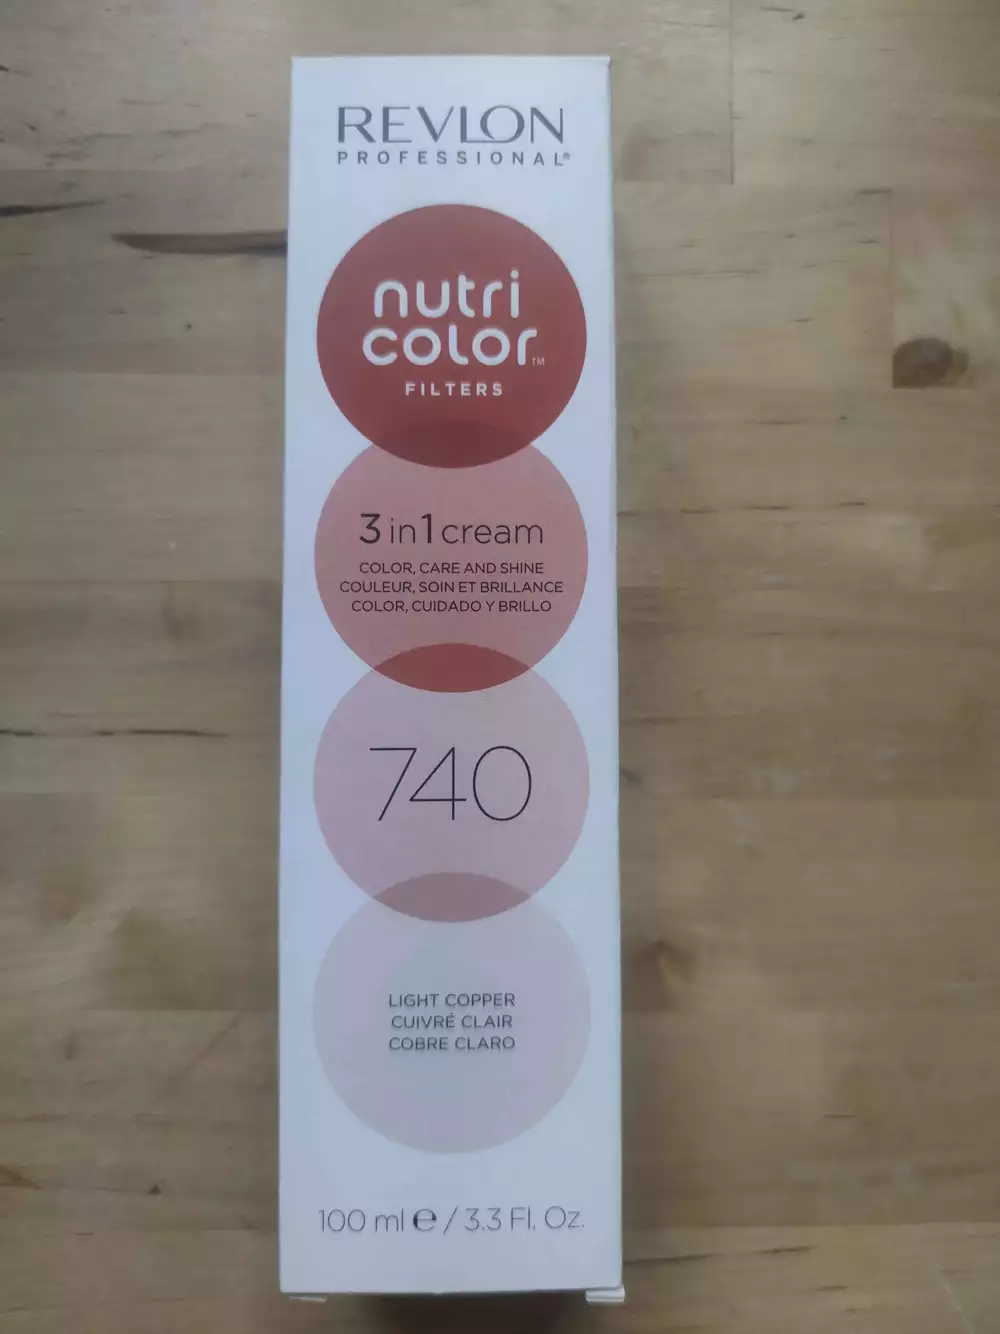 REVLON
PROFESSIONAL®
nutri
color™
FILTERS
3 in 1 cream
COLOR, CARE AND SHINE
COULEUR, SOIN ET BRILLANCE
COLOR, CUIDADO Y BRILLO
740
LIGHT COPPER
CUIVRÉ CLAIR
COBRE CLARO
100 ml ℮ / 3.3 Fl. Oz.